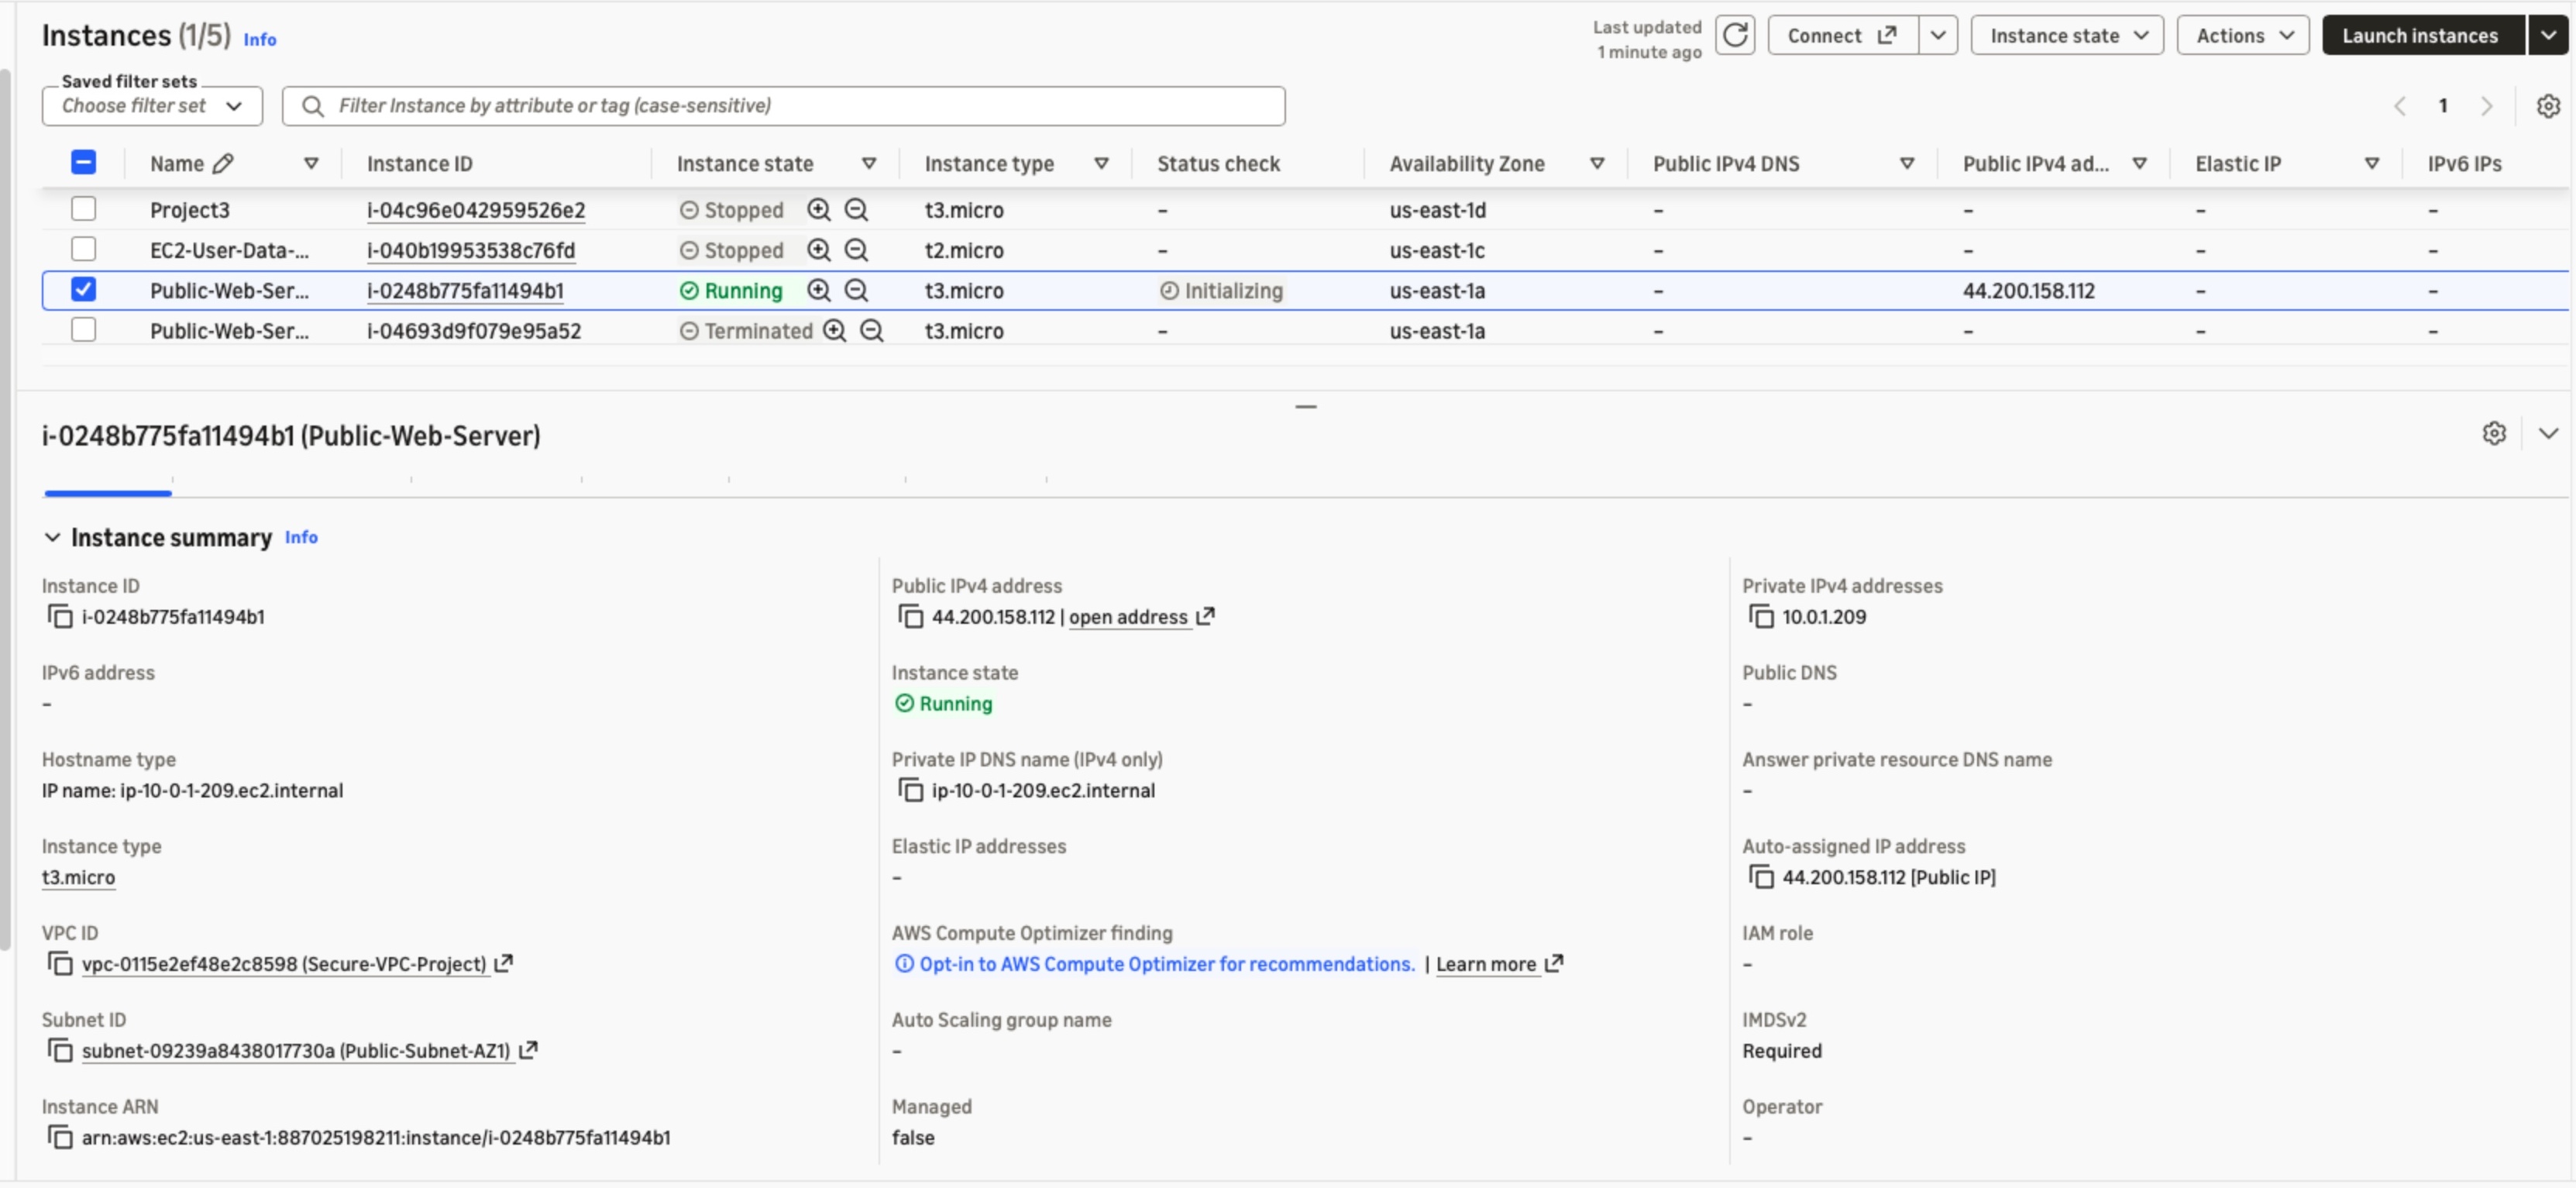 Instances (1/5) Info
Last updated
1 minute ago
Connect
Instance state
Actions
Launch instances
Saved filter sets
Choose filter set
Filter Instance by attribute or tag (case-sensitive)
1
Name Instance ID Instance state Instance type Status check Availability Zone Public IPv4 DNS Public IPv4 ad... Elastic IP IPv6 IPs
Project3 i-04c96e042959526e2 Stopped t3.micro – us-east-1d – – – –
EC2-User-Data-... i-040b19953538c76fd Stopped t2.micro – us-east-1c – – – –
Public-Web-Ser... i-0248b775fa11494b1 Running t3.micro Initializing us-east-1a – 44.200.158.112 – –
Public-Web-Ser... i-04693d9f079e95a52 Terminated t3.micro – us-east-1a – – – –
i-0248b775fa11494b1 (Public-Web-Server)
Instance summary Info
Instance ID
i-0248b775fa11494b1
Public IPv4 address
44.200.158.112 | open address
Private IPv4 addresses
10.0.1.209
IPv6 address
–
Instance state
Running
Public DNS
–
Hostname type
IP name: ip-10-0-1-209.ec2.internal
Private IP DNS name (IPv4 only)
ip-10-0-1-209.ec2.internal
Answer private resource DNS name
–
Instance type
t3.micro
Elastic IP addresses
–
Auto-assigned IP address
44.200.158.112 [Public IP]
VPC ID
vpc-0115e2ef48e2c8598 (Secure-VPC-Project)
AWS Compute Optimizer finding
Opt-in to AWS Compute Optimizer for recommendations. | Learn more
IAM role
–
Subnet ID
subnet-09239a8438017730a (Public-Subnet-AZ1)
Auto Scaling group name
–
IMDSv2
Required
Instance ARN
arn:aws:ec2:us-east-1:887025198211:instance/i-0248b775fa11494b1
Managed
false
Operator
–